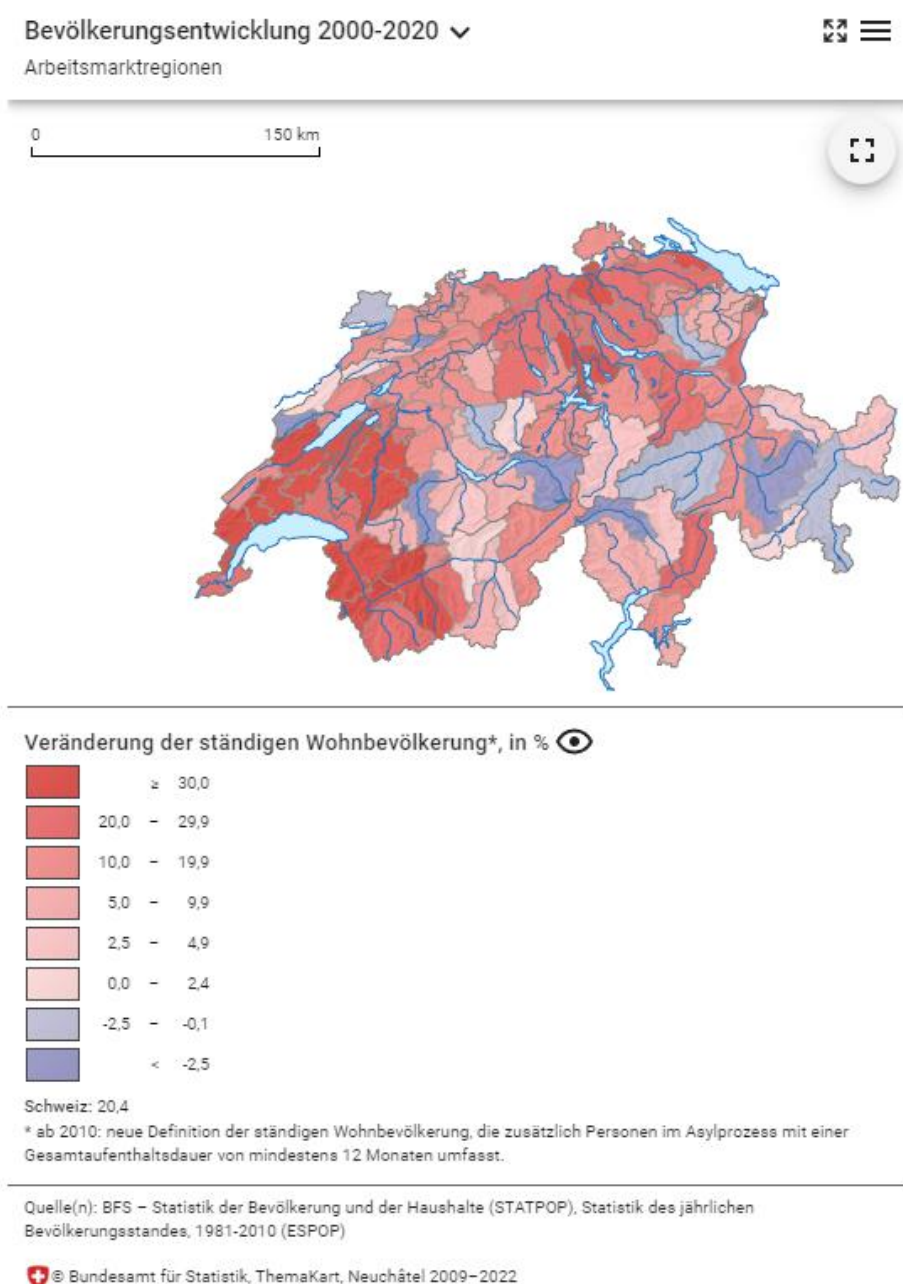 Bevölkerungsentwicklung 2000-2020
Arbeitsmarktregionen
0 150 km
Veränderung der ständigen Wohnbevölkerung*, in %
≥ 30,0
20,0 – 29,9
10,0 – 19,9
5,0 – 9,9
2,5 – 4,9
0,0 – 2,4
-2,5 – -0,1
< -2,5
Schweiz: 20,4
* ab 2010: neue Definition der ständigen Wohnbevölkerung, die zusätzlich Personen im Asylprozess mit einer
Gesamtaufenthaltsdauer von mindestens 12 Monaten umfasst.
Quelle(n): BFS – Statistik der Bevölkerung und der Haushalte (STATPOP), Statistik des jährlichen
Bevölkerungsstandes, 1981-2010 (ESPOP)
© Bundesamt für Statistik, ThemaKart, Neuchâtel 2009–2022